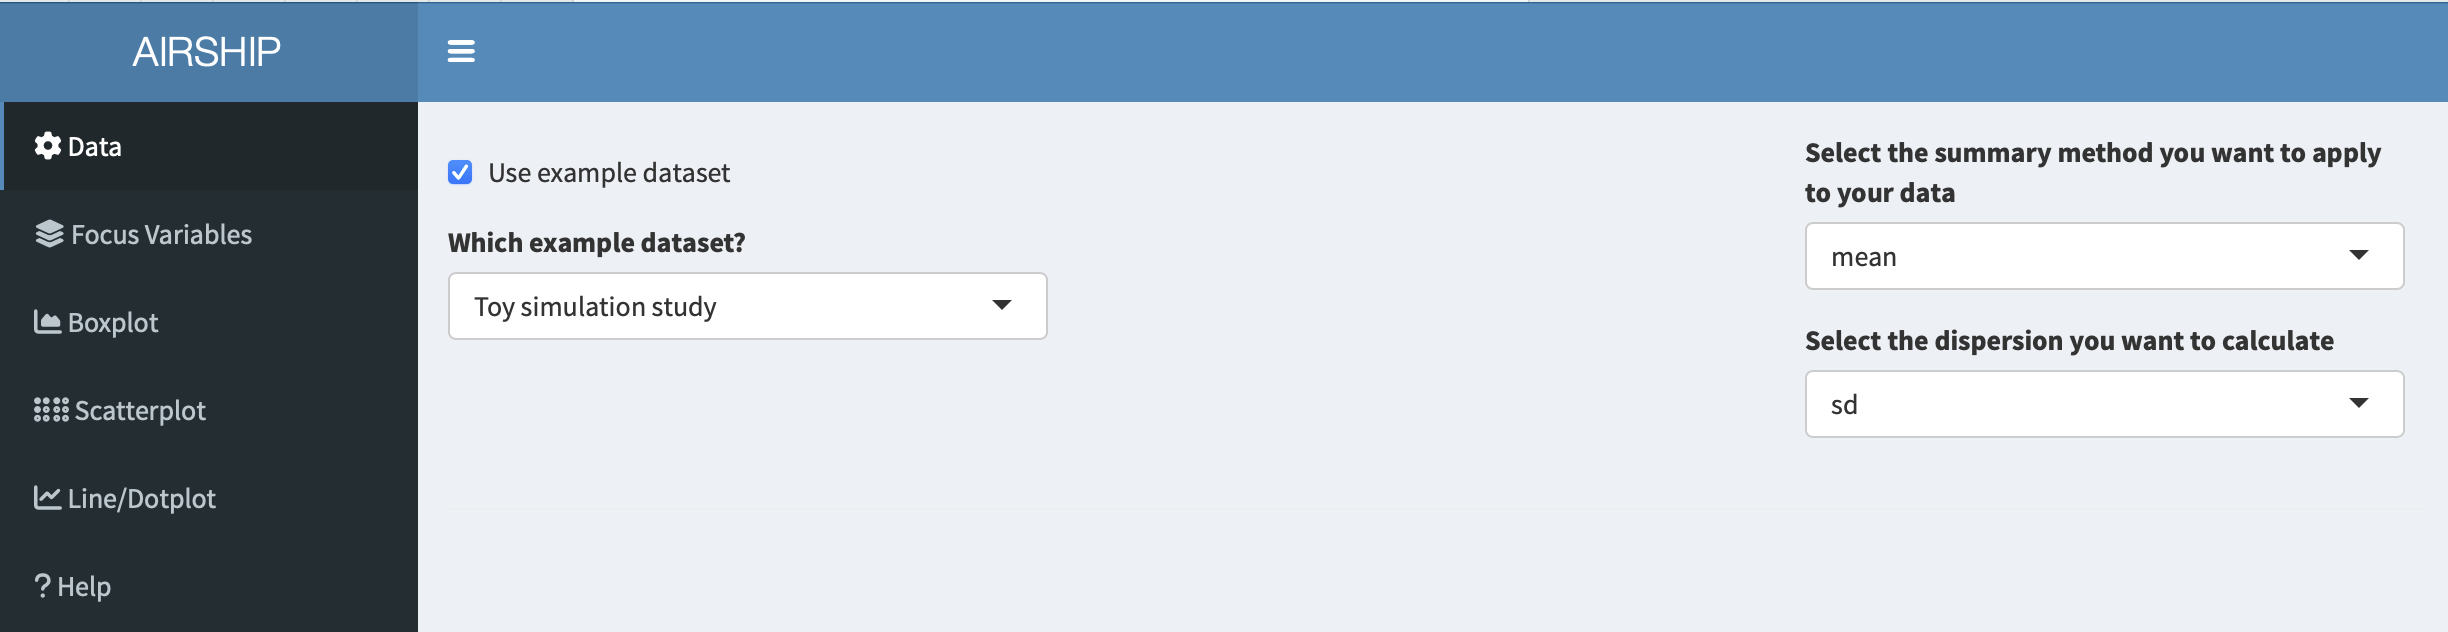 AIRSHIP
Data
Focus Variables
Boxplot
Scatterplot
Line/Dotplot
Help
Use example dataset
Which example dataset?
Toy simulation study
Select the summary method you want to apply
to your data
mean
Select the dispersion you want to calculate
sd